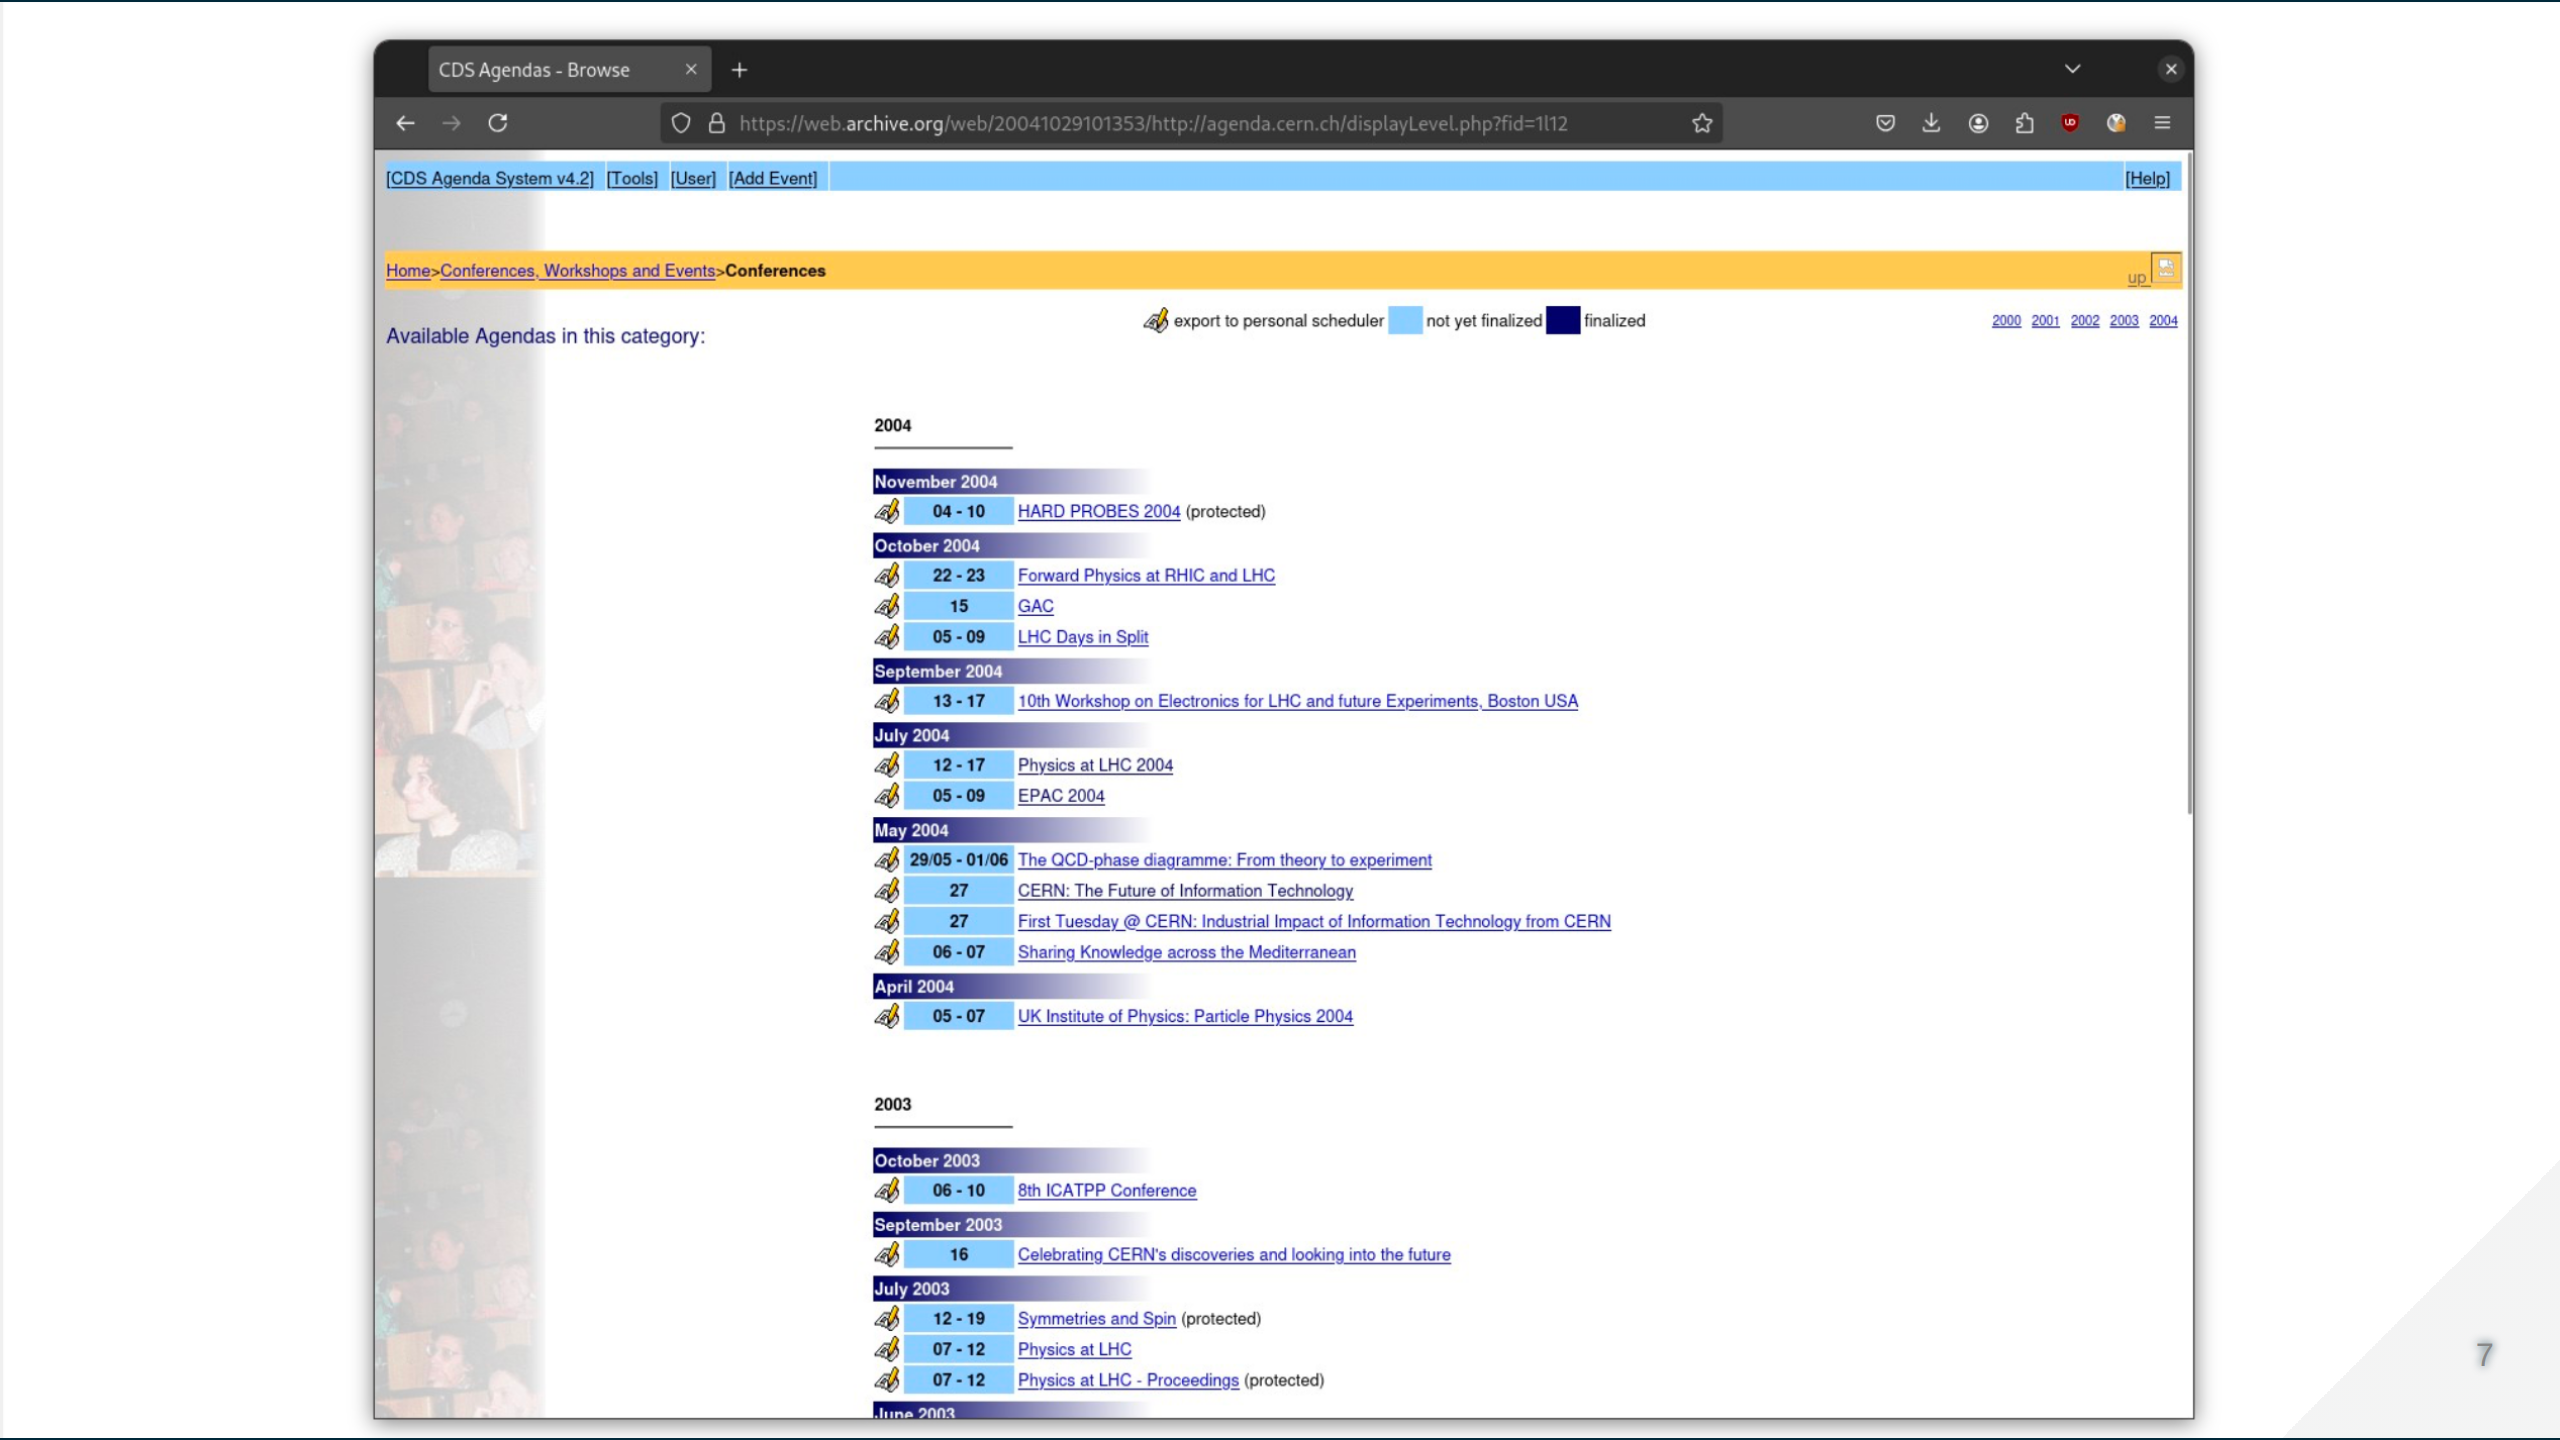 CDS Agendas - Browse
https://web.archive.org/web/20041029101353/http://agenda.cern.ch/displayLevel.php?fid=1l12
[CDS Agenda System v4.2] [Tools] [User] [Add Event] [Help]
Home>Conferences, Workshops and Events>Conferences up
export to personal scheduler not yet finalized finalized 2000 2001 2002 2003 2004
Available Agendas in this category:
2004
November 2004
04 - 10 HARD PROBES 2004 (protected)
October 2004
22 - 23 Forward Physics at RHIC and LHC
15 GAC
05 - 09 LHC Days in Split
September 2004
13 - 17 10th Workshop on Electronics for LHC and future Experiments, Boston USA
July 2004
12 - 17 Physics at LHC 2004
05 - 09 EPAC 2004
May 2004
29/05 - 01/06 The QCD-phase diagramme: From theory to experiment
27 CERN: The Future of Information Technology
27 First Tuesday @ CERN: Industrial Impact of Information Technology from CERN
06 - 07 Sharing Knowledge across the Mediterranean
April 2004
05 - 07 UK Institute of Physics: Particle Physics 2004
2003
October 2003
06 - 10 8th ICATPP Conference
September 2003
16 Celebrating CERN's discoveries and looking into the future
July 2003
12 - 19 Symmetries and Spin (protected)
07 - 12 Physics at LHC
07 - 12 Physics at LHC - Proceedings (protected)
June 2003
7